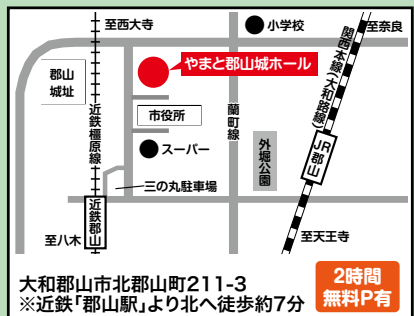 至西大寺
小学校
至奈良
やまと郡山城ホール
郡山
城址
市役所
近鉄橿原線
蘭町線
関西本線(大和路線)
JR郡山
スーパー
外堀公園
三の丸駐車場
近鉄郡山
至八木
至天王寺
大和郡山市北郡山町211-3
※近鉄「郡山駅」より北へ徒歩約7分
2時間
無料P有